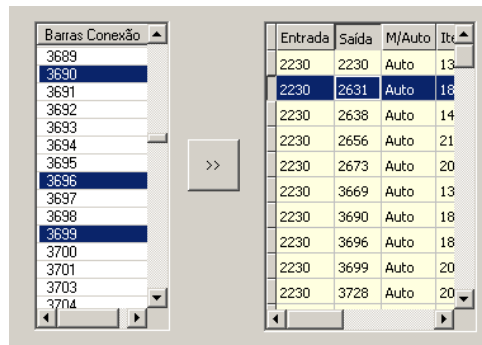 Barras Conexão
3689
3690
3691
3692
3693
3694
3695
3696
3697
3698
3699
3700
3701
3703
3704
>>
Entrada Saída M/Auto Ite
2230 2230 Auto 13
2230 2631 Auto 18
2230 2638 Auto 14
2230 2656 Auto 21
2230 2673 Auto 20
2230 3669 Auto 13
2230 3690 Auto 18
2230 3696 Auto 18
2230 3699 Auto 20
2230 3728 Auto 20